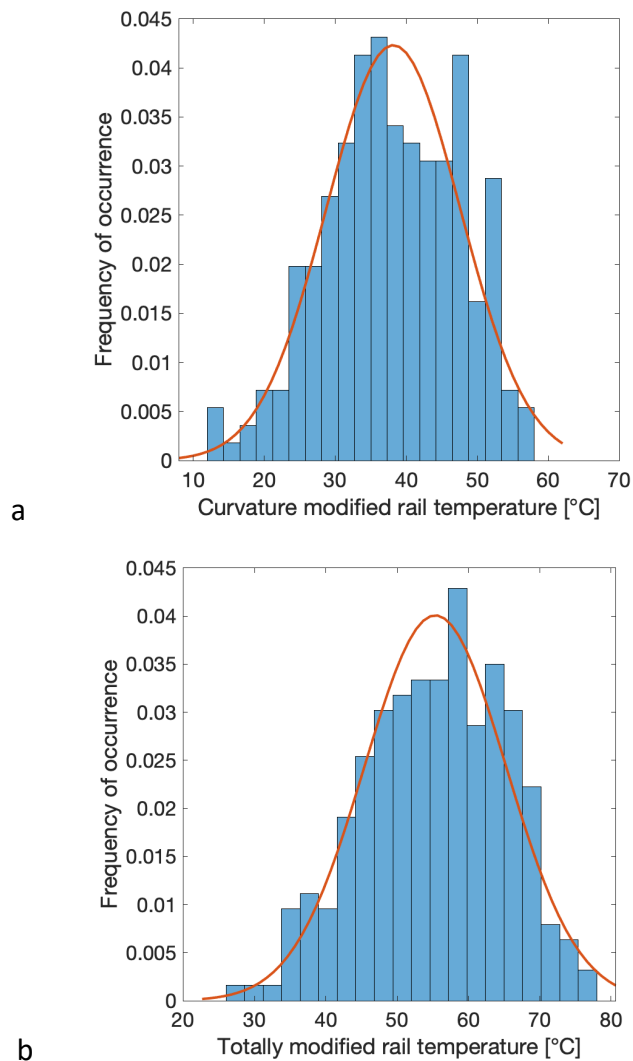 0.045
0.04
0.035
0.03
0.025
0.02
0.015
0.01
0.005
0
Frequency of occurrence
10 20 30 40 50 60 70
Curvature modified rail temperature [°C]
a
0.045
0.04
0.035
0.03
0.025
0.02
0.015
0.01
0.005
0
Frequency of occurrence
20 30 40 50 60 70 80
Totally modified rail temperature [°C]
b